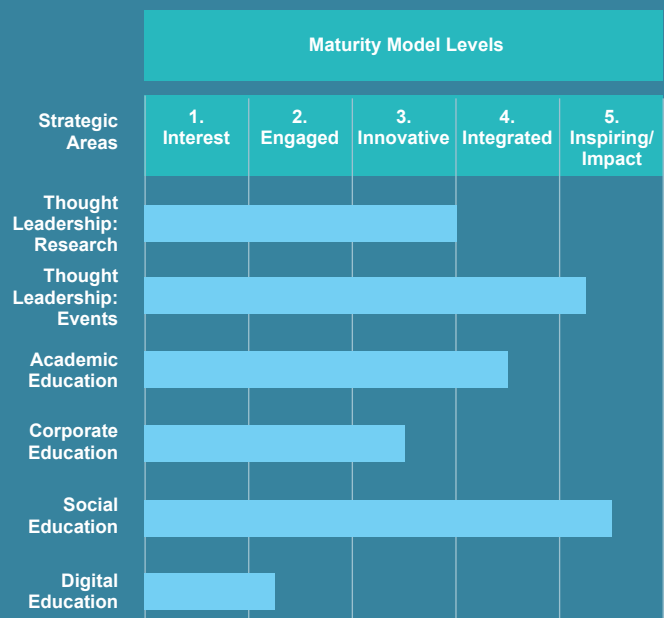 Maturity Model Levels
Strategic
Areas
1.
Interest
2.
Engaged
3.
Innovative
4.
Integrated
5.
Inspiring/
Impact
Thought
Leadership:
Research
Thought
Leadership:
Events
Academic
Education
Corporate
Education
Social
Education
Digital
Education